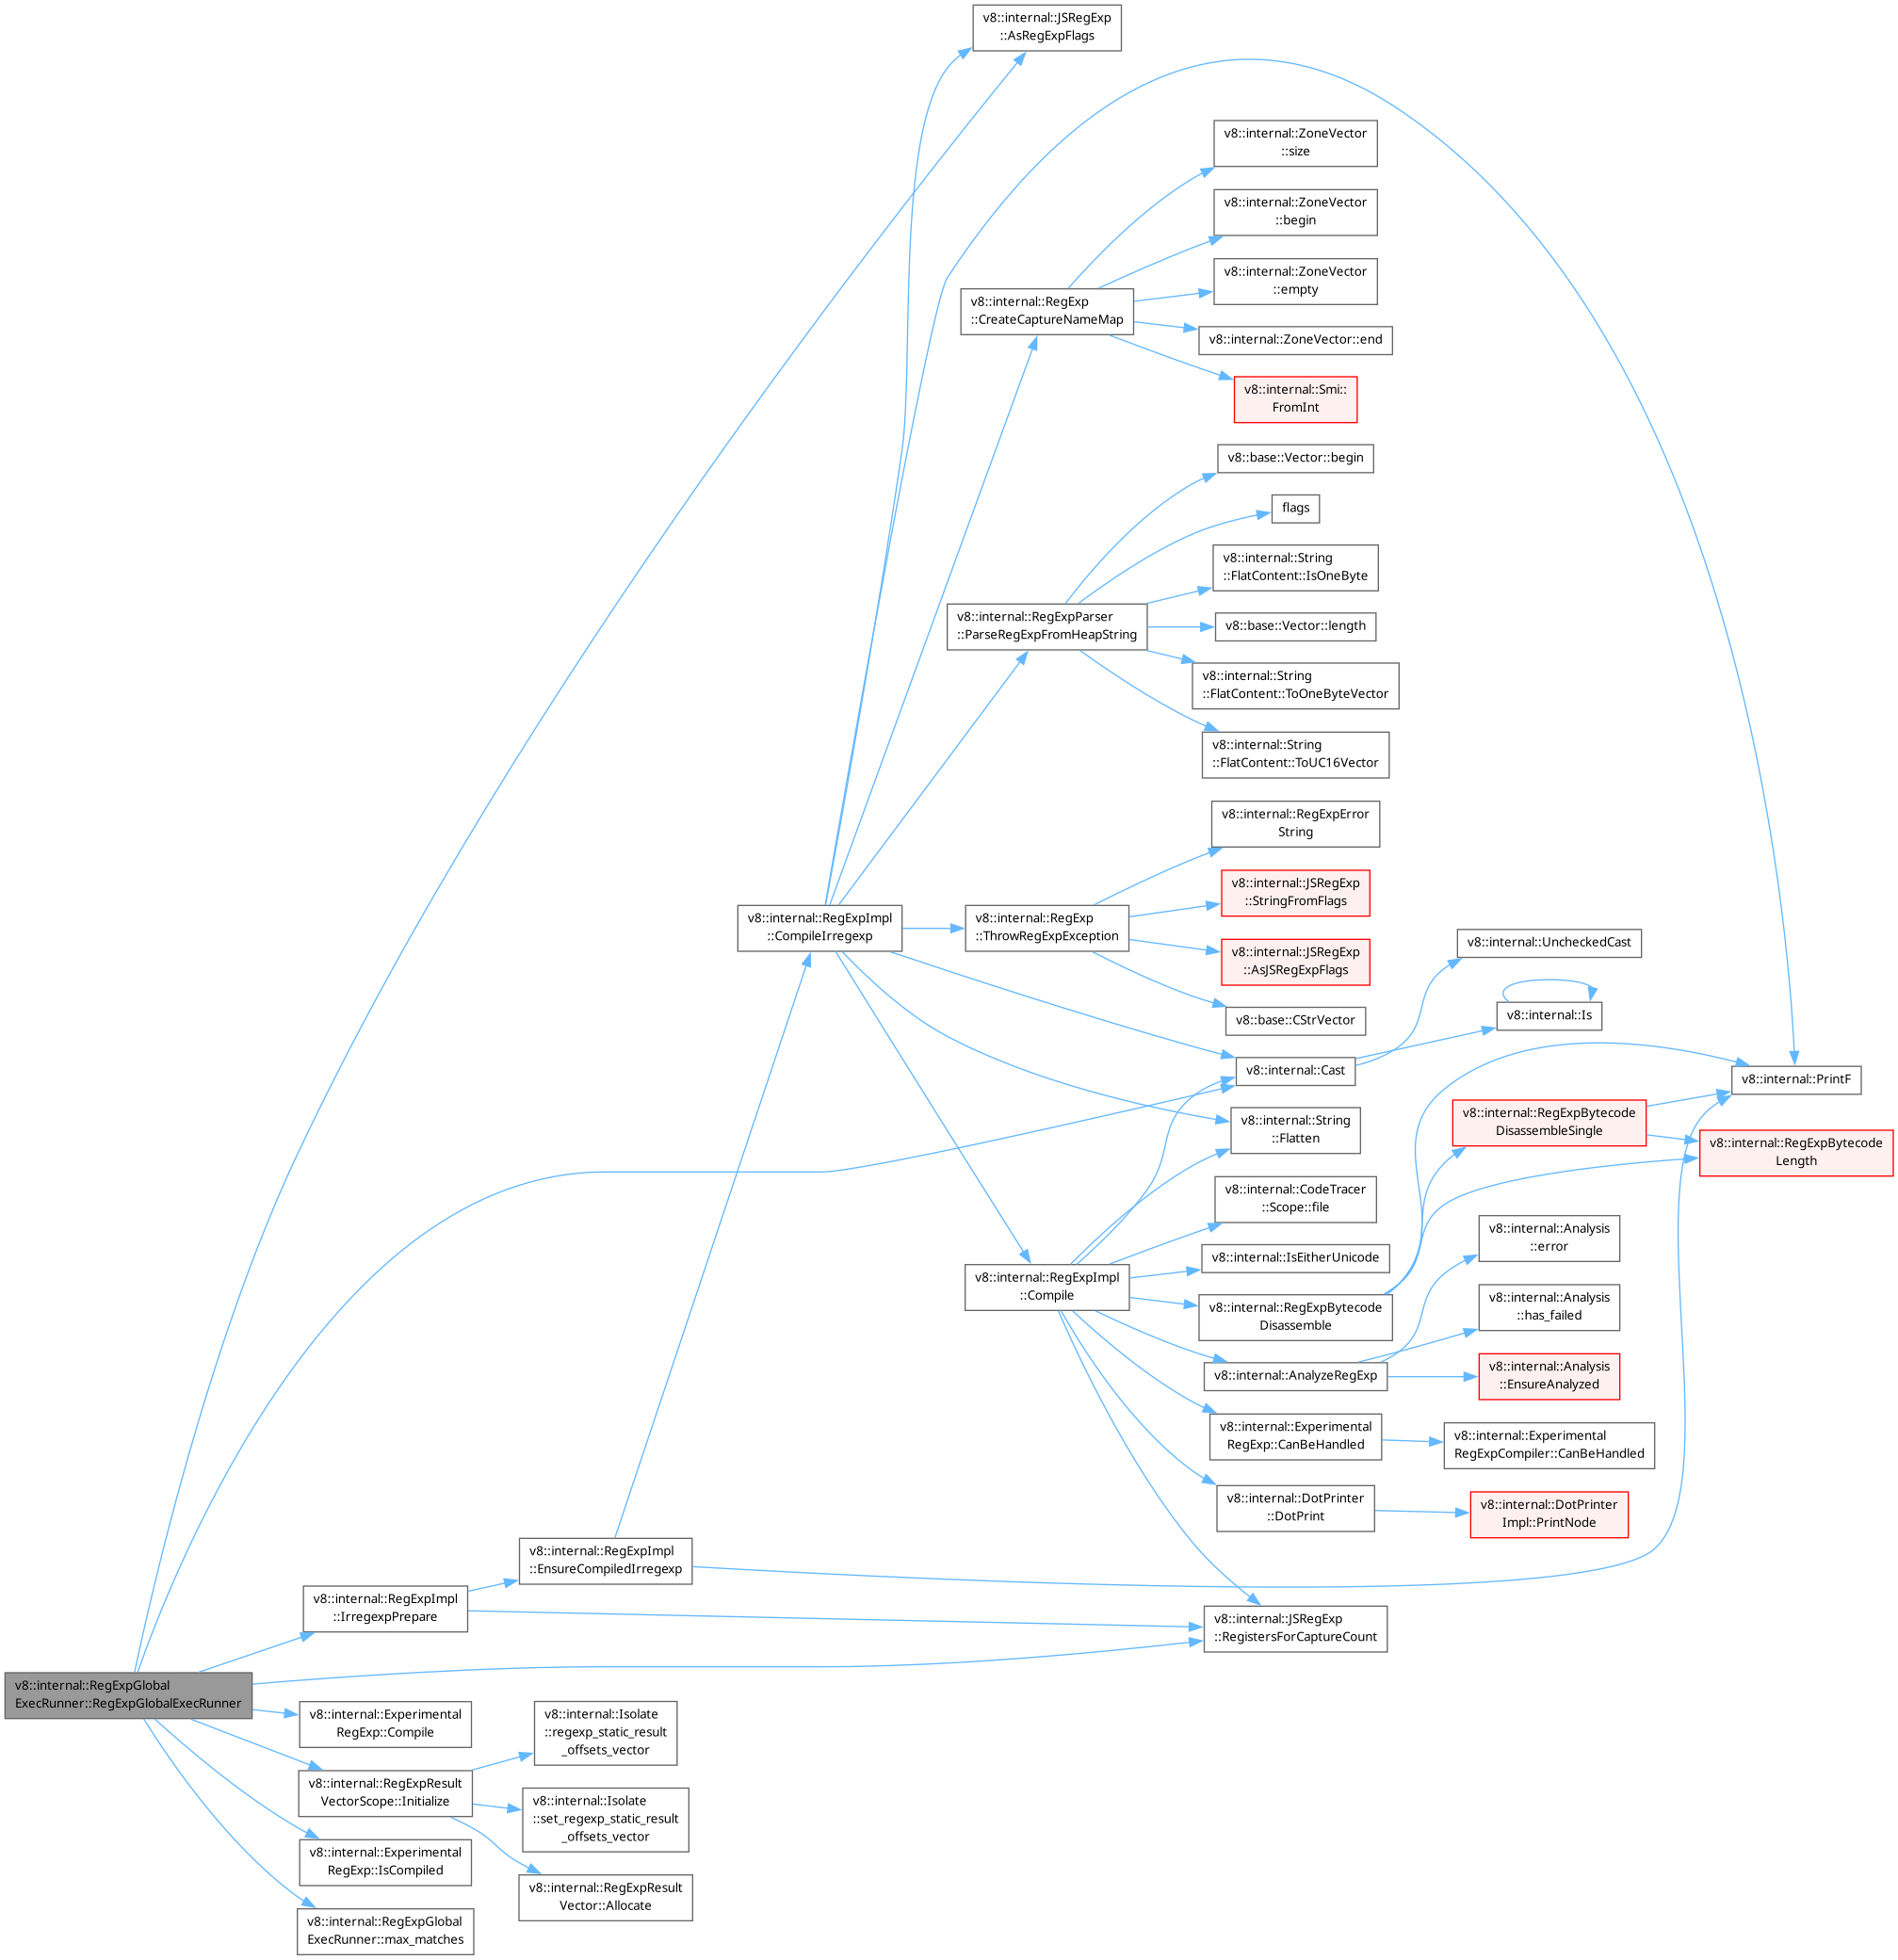 v8::internal::JSRegExp
::AsRegExpFlags
v8::internal::ZoneVector
::size
v8::internal::ZoneVector
::begin
v8::internal::ZoneVector
::empty
v8::internal::RegExp
::CreateCaptureNameMap
v8::internal::ZoneVector::end
v8::internal::Smi::
FromInt
v8::base::Vector::begin
flags
v8::internal::String
::FlatContent::IsOneByte
v8::internal::RegExpParser
::ParseRegExpFromHeapString
v8::base::Vector::length
v8::internal::String
::FlatContent::ToOneByteVector
v8::internal::String
::FlatContent::ToUC16Vector
v8::internal::RegExpError
String
v8::internal::JSRegExp
::StringFromFlags
v8::internal::RegExpImpl
::CompileIrregexp
v8::internal::RegExp
::ThrowRegExpException
v8::internal::JSRegExp
::AsJSRegExpFlags
v8::base::CStrVector
v8::internal::UncheckedCast
v8::internal::Is
v8::internal::Cast
v8::internal::PrintF
v8::internal::String
::Flatten
v8::internal::RegExpBytecode
DisassembleSingle
v8::internal::RegExpBytecode
Length
v8::internal::CodeTracer
::Scope::file
v8::internal::IsEitherUnicode
v8::internal::Analysis
::error
v8::internal::RegExpImpl
::Compile
v8::internal::RegExpBytecode
Disassemble
v8::internal::Analysis
::has_failed
v8::internal::AnalyzeRegExp
v8::internal::Analysis
::EnsureAnalyzed
v8::internal::Experimental
RegExp::CanBeHandled
v8::internal::Experimental
RegExpCompiler::CanBeHandled
v8::internal::DotPrinter
::DotPrint
v8::internal::DotPrinter
Impl::PrintNode
v8::internal::RegExpImpl
::EnsureCompiledIrregexp
v8::internal::RegExpImpl
::IrregexpPrepare
v8::internal::JSRegExp
::RegistersForCaptureCount
v8::internal::RegExpGlobal
ExecRunner::RegExpGlobalExecRunner
v8::internal::Experimental
RegExp::Compile
v8::internal::Isolate
::regexp_static_result
_offsets_vector
v8::internal::RegExpResult
VectorScope::Initialize
v8::internal::Isolate
::set_regexp_static_result
_offsets_vector
v8::internal::Experimental
RegExp::IsCompiled
v8::internal::RegExpResult
Vector::Allocate
v8::internal::RegExpGlobal
ExecRunner::max_matches